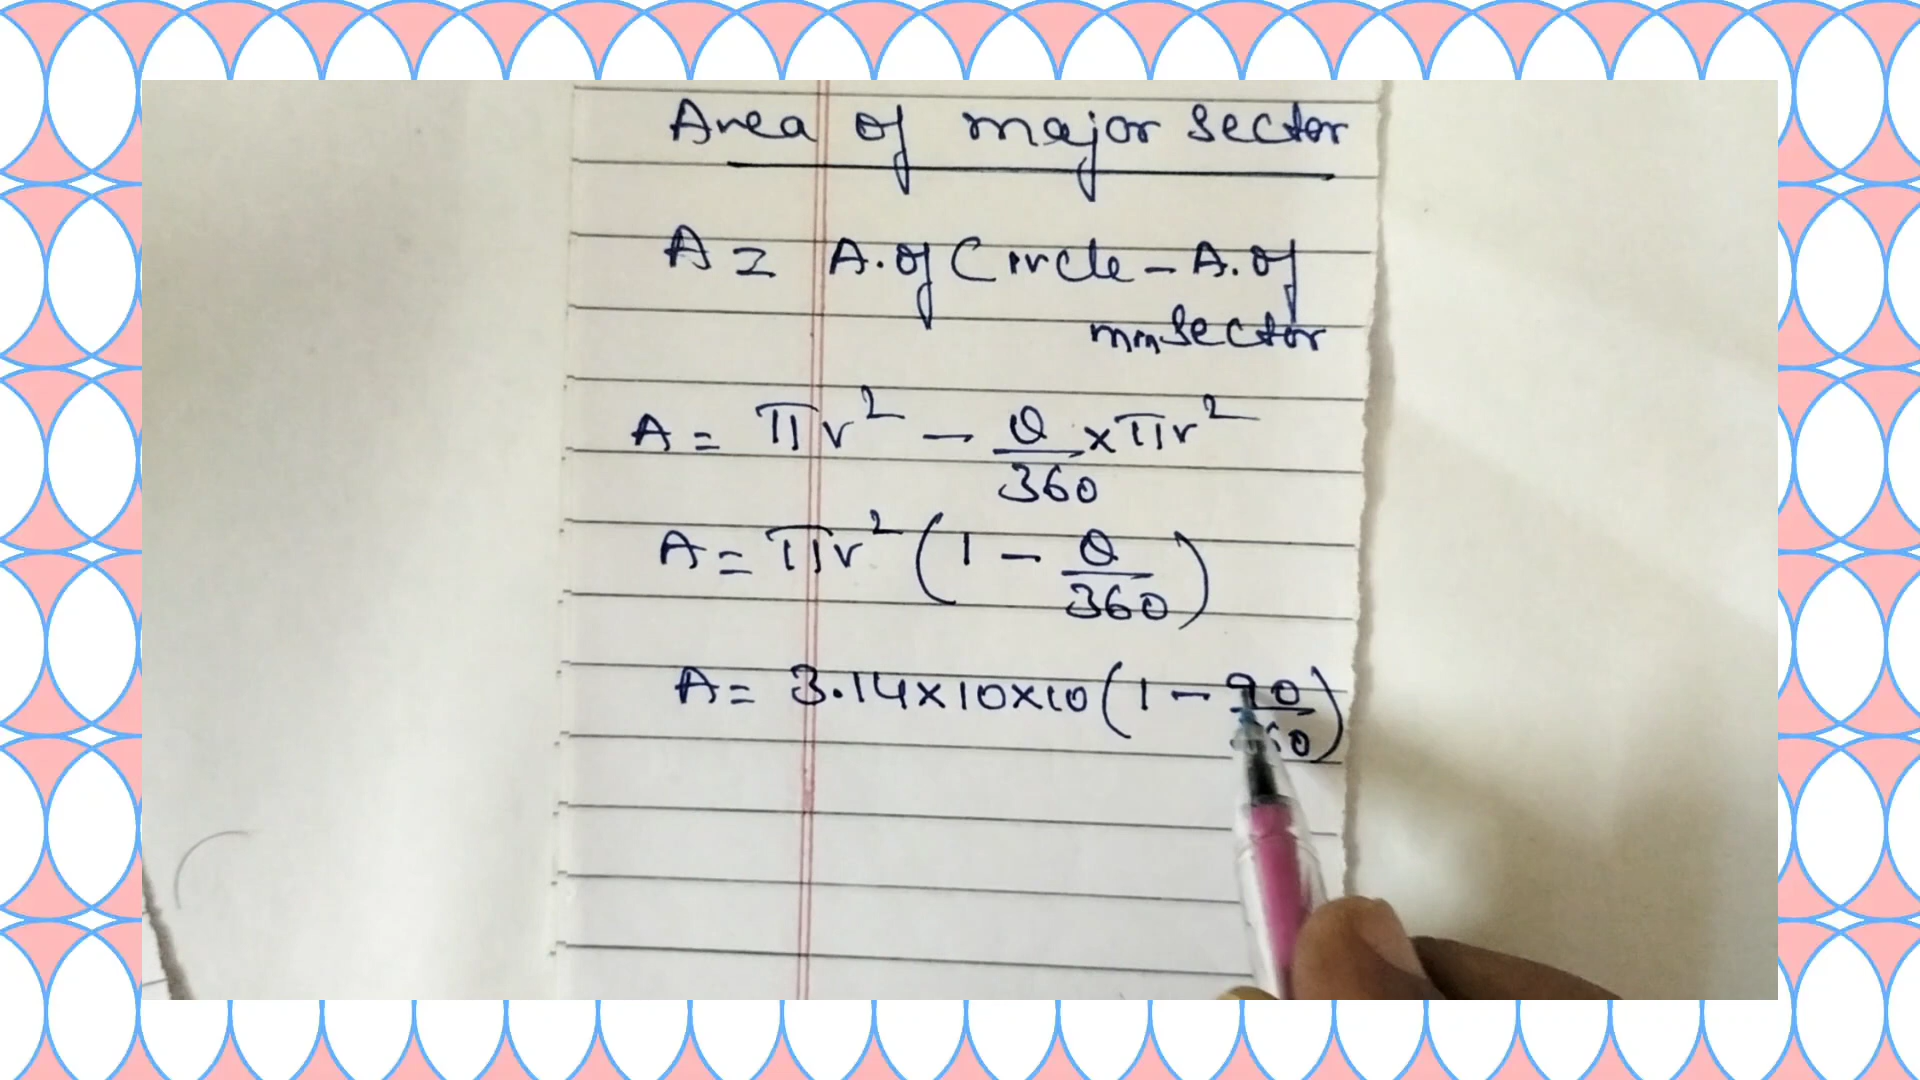 Area of major sector
A = A. of Circle - A. of
min sector
A = πr² - θ/360 × πr²
A = πr² (1 - θ/360)
A = 3.14×10×10 (1 - 90/360)